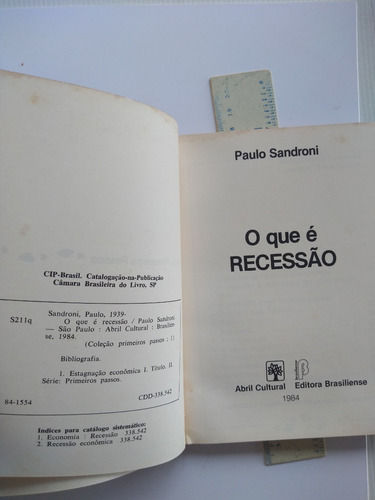 CIP-Brasil. Catalogação-na-Publicação
Câmara Brasileira do Livro, SP
Sandroni, Paulo, 1939-
S211q O que é recessão / Paulo Sandroni
— São Paulo : Abril Cultural : Brasilien-
se, 1984.
(Coleção primeiros passos ;
Bibliografia.
1. Estagnação econômica I. Título. II.
Série: Primeiros passos.
CDD-338.542
84-1554
Índices para catálogo sistemático:
1. Economia : Recessão 338.542
2. Recessão econômica 338.542
Paulo Sandroni
O que é
RECESSÃO
Abril Cultural Editora Brasiliense
1984